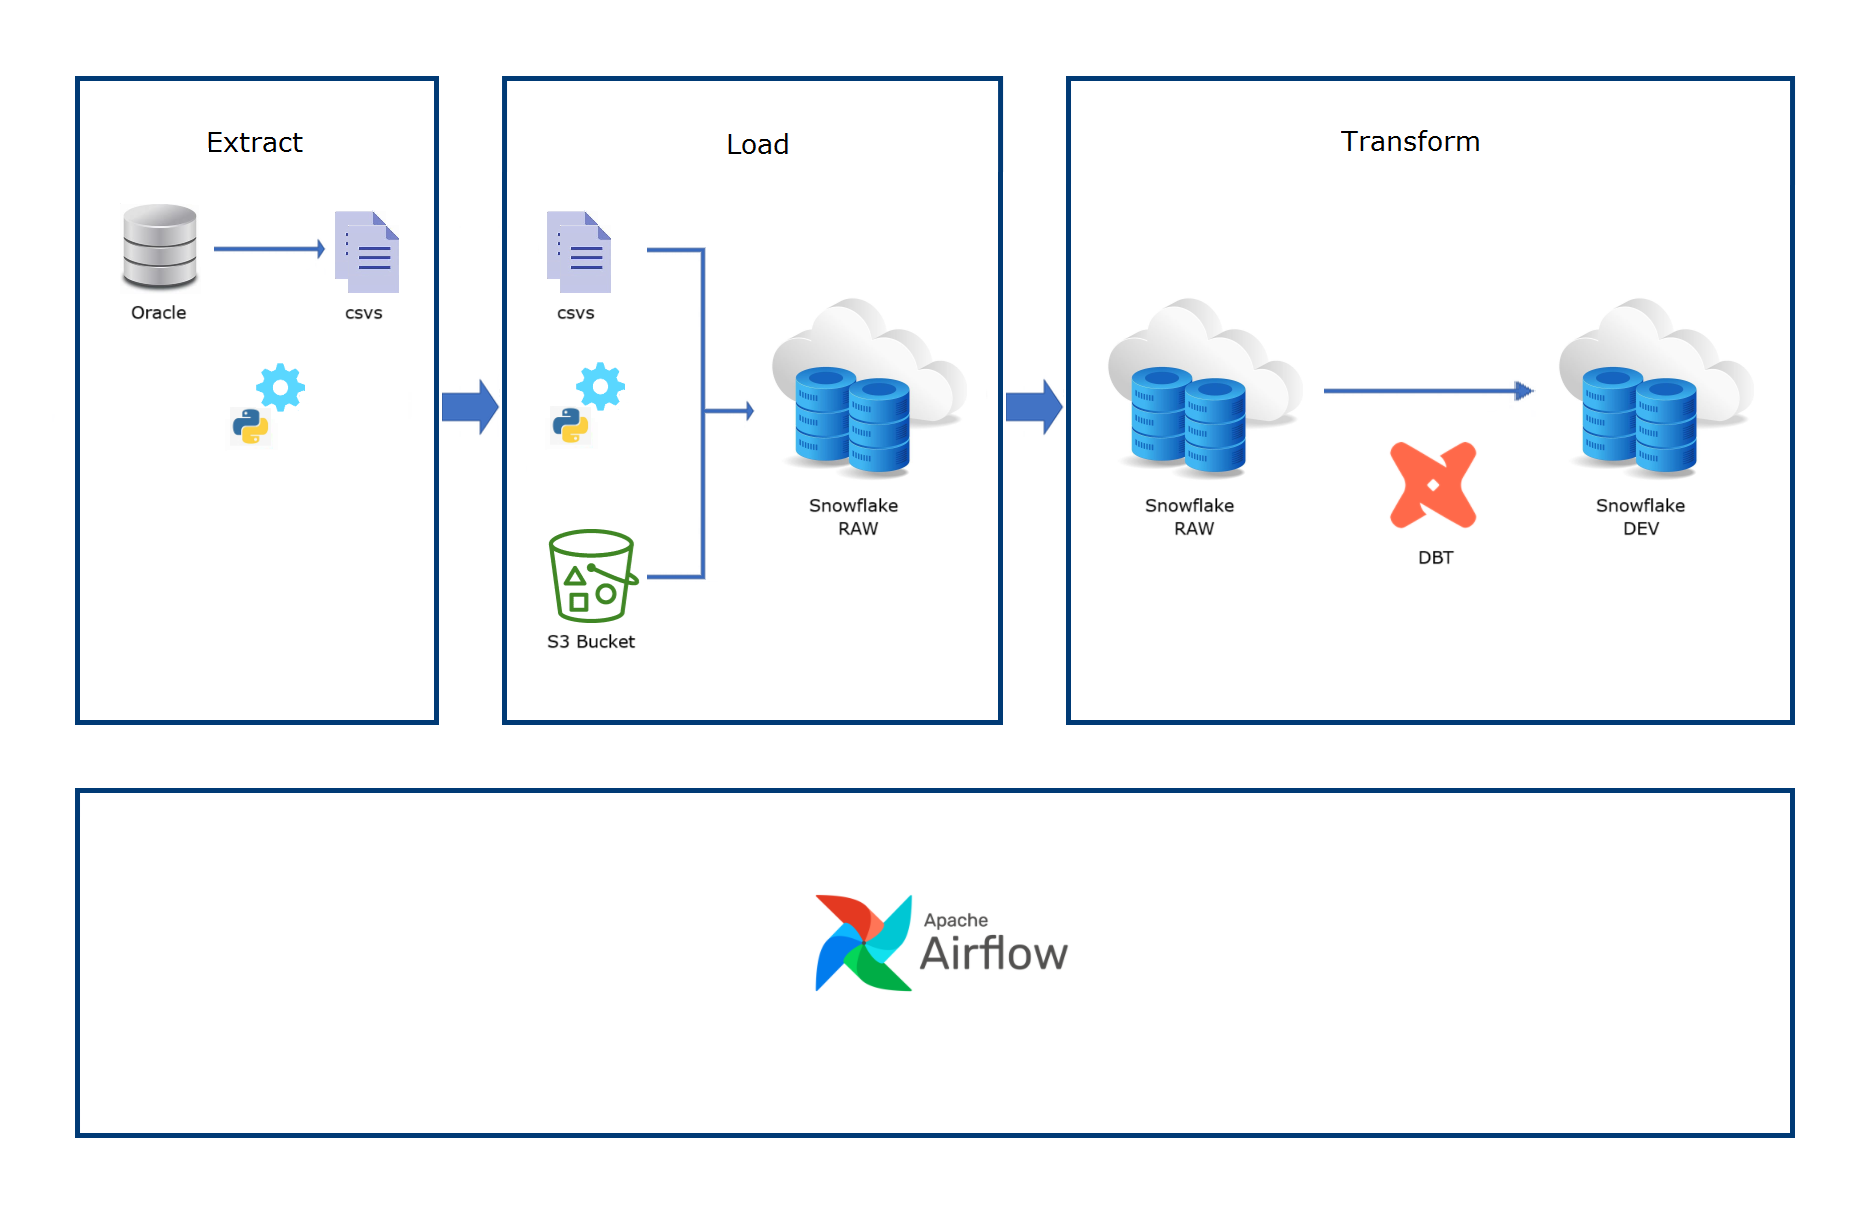 Extract
Oracle
csvs
Load
csvs
S3 Bucket
Snowflake
RAW
Transform
Snowflake
RAW
DBT
Snowflake
DEV
Apache
Airflow